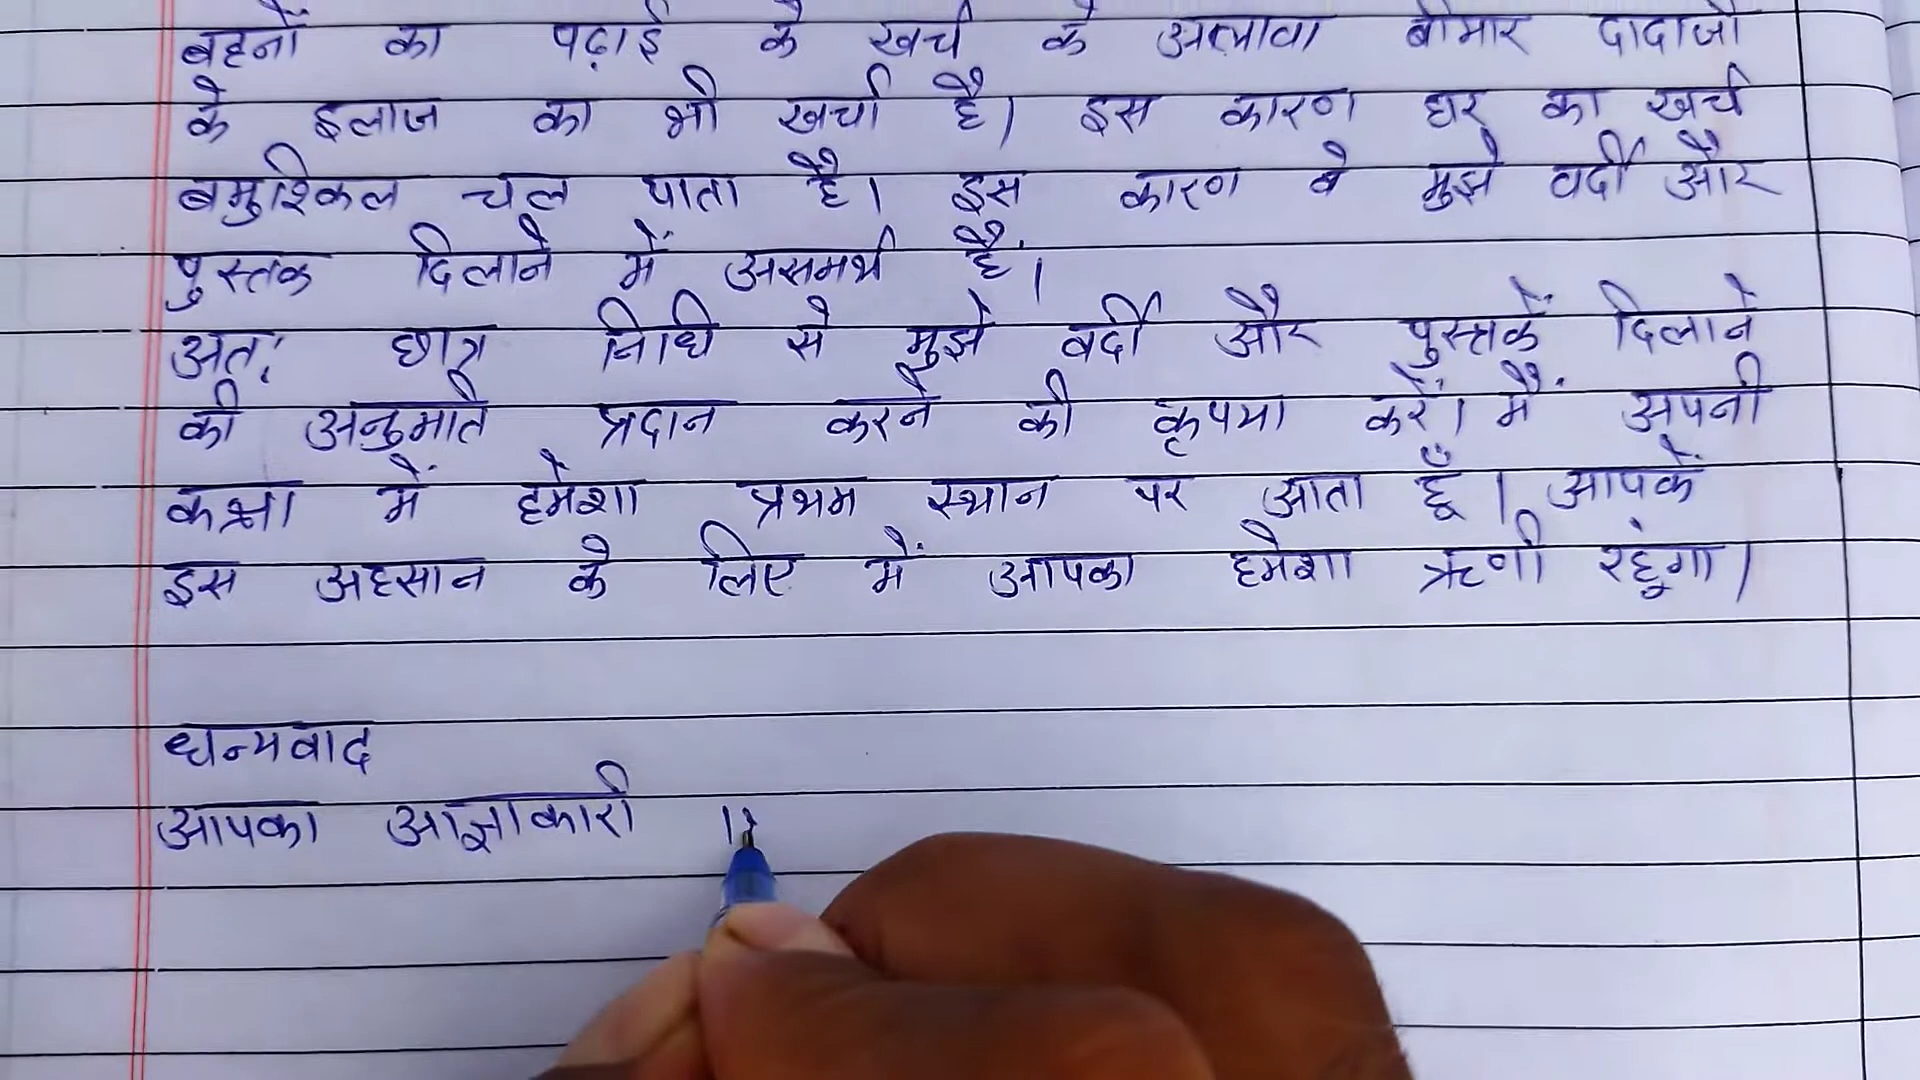 बहनों का पढ़ाई के खर्च के अलावा बीमार दादाजी
के इलाज का भी खर्चा है। इस कारण घर का खर्च
बमुश्किल चल पाता है। इस कारण वे मुझे वर्दी और
पुस्तक दिलाने में असमर्थ हैं।
अत: छात्र निधि से मुझे वर्दी और पुस्तकें दिलाने
की अनुमति प्रदान करने की कृपया करें। मैं अपनी
कक्षा में हमेशा प्रथम स्थान पर आता हूँ। आपकें
इस अहसान के लिए में आपका हमेशा ऋणी रहूंगा।
धन्यवाद
आपका आज्ञाकारी